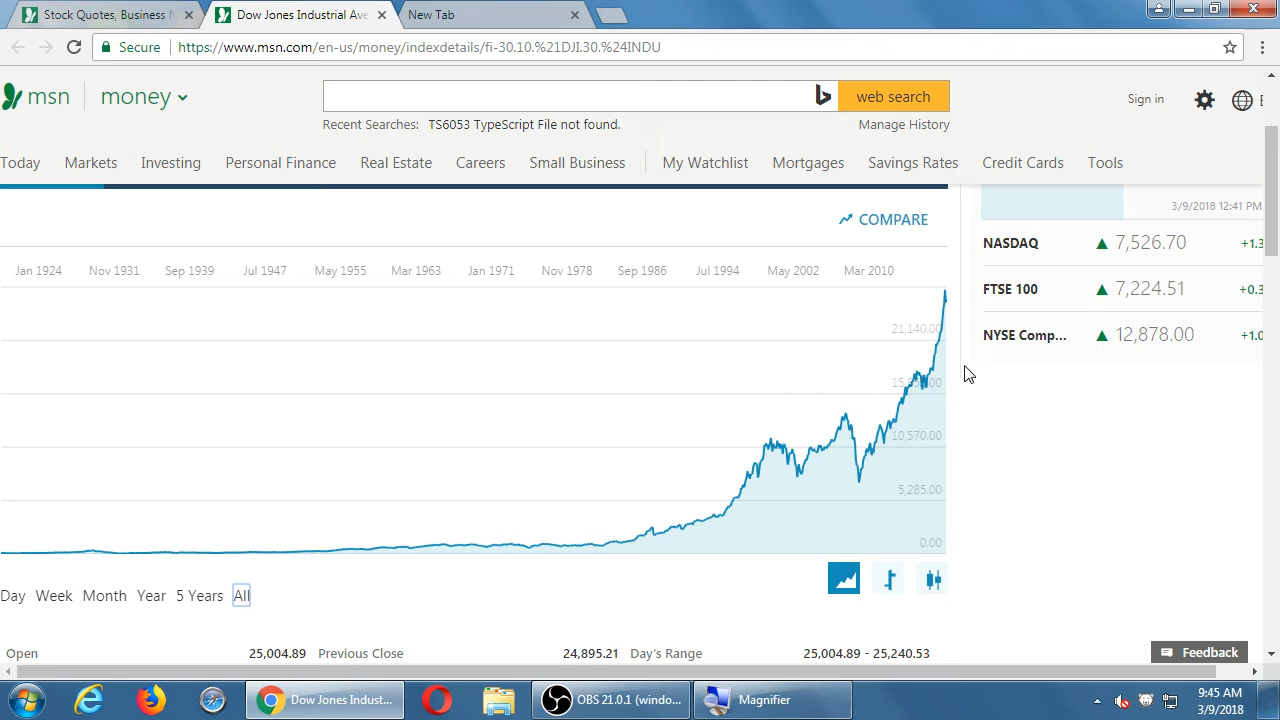 Stock Quotes, Business N
Dow Jones Industrial Ave
New Tab
Secure
https://www.msn.com/en-us/money/indexdetails/fi-30.10.%21DJI.30.%24INDU
msn
money
web search
Sign in
Recent Searches: TS6053 TypeScript File not found.
Manage History
Today Markets Investing Personal Finance Real Estate Careers Small Business My Watchlist Mortgages Savings Rates Credit Cards Tools
COMPARE
3/9/2018 12:41 PM
NASDAQ 7,526.70 +1.3
FTSE 100 7,224.51 +0.3
NYSE Comp... 12,878.00 +1.0
Jan 1924 Nov 1931 Sep 1939 Jul 1947 May 1955 Mar 1963 Jan 1971 Nov 1978 Sep 1986 Jul 1994 May 2002 Mar 2010
21,140.00
10,570.00
5,285.00
0.00
Day Week Month Year 5 Years All
Open 25,004.89 Previous Close 24,895.21 Day's Range 25,004.89 - 25,240.53
Feedback
Dow Jones Indust...
OBS 21.0.1 (windo...
Magnifier
9:45 AM
3/9/2018